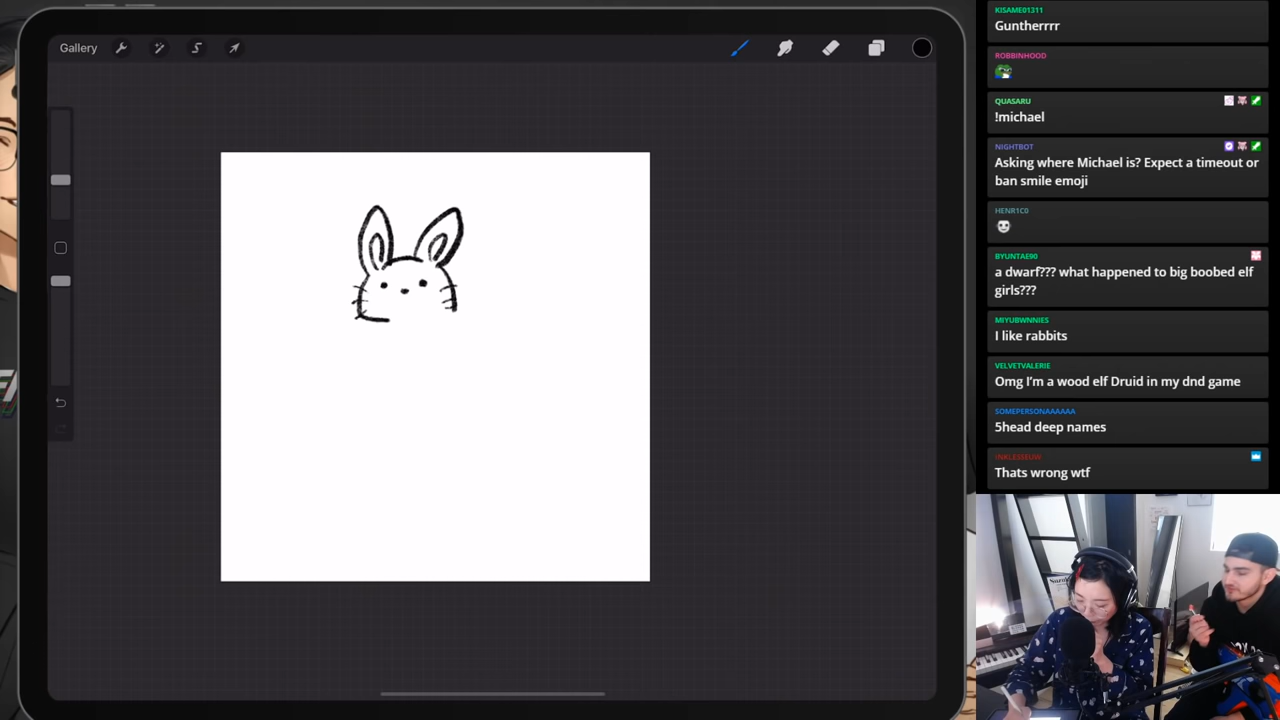 Gallery
KISAME01311
Guntherrrr
ROBBINHOOD
QUASARU
!michael
NIGHTBOT
Asking where Michael is? Expect a timeout or
ban smile emoji
HENR1C0
BYUNTAE90
a dwarf??? what happened to big boobed elf
girls???
MIYUBWNNIES
I like rabbits
VELVETVALERIE
Omg I'm a wood elf Druid in my dnd game
SOMEPERSONAAAAAA
5head deep names
Thats wrong wtf